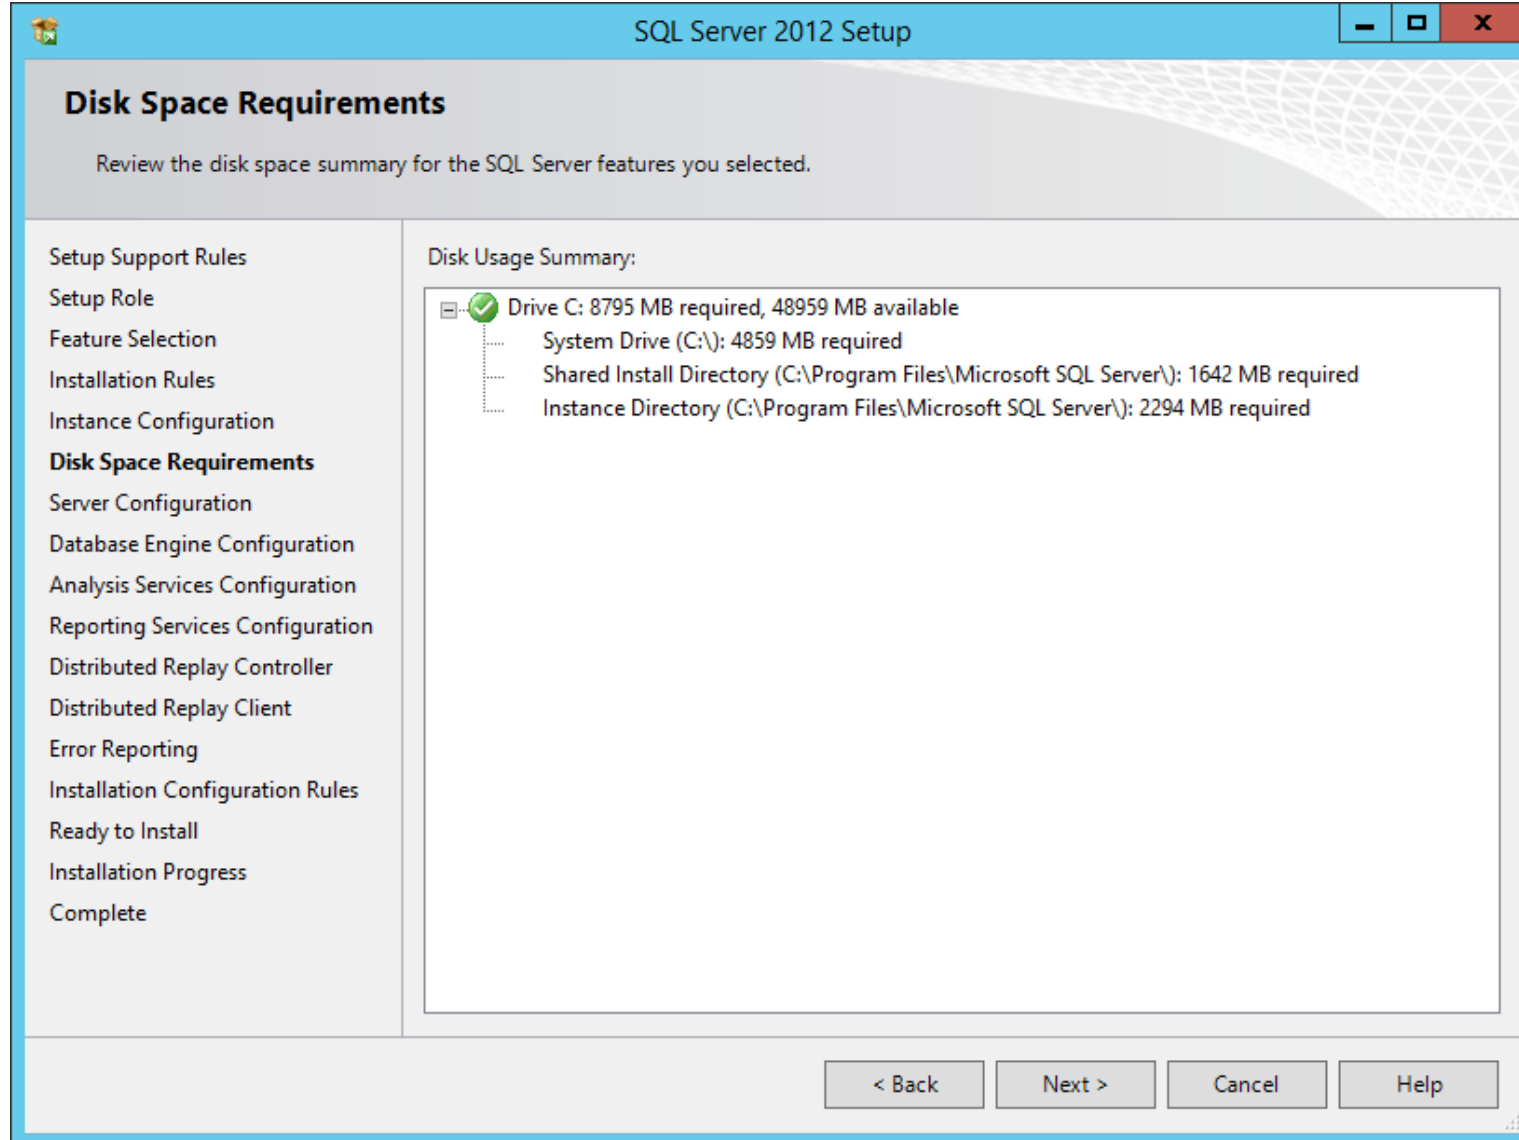 SQL Server 2012 Setup
X
Disk Space Requirements
Review the disk space summary for the SQL Server features you selected.
Setup Support Rules
Setup Role
Feature Selection
Installation Rules
Instance Configuration
Disk Space Requirements
Server Configuration
Database Engine Configuration
Analysis Services Configuration
Reporting Services Configuration
Distributed Replay Controller
Distributed Replay Client
Error Reporting
Installation Configuration Rules
Ready to Install
Installation Progress
Complete
Disk Usage Summary:
Drive C: 8795 MB required, 48959 MB available
System Drive (C:\): 4859 MB required
Shared Install Directory (C:\Program Files\Microsoft SQL Server\): 1642 MB required
Instance Directory (C:\Program Files\Microsoft SQL Server\): 2294 MB required
< Back
Next >
Cancel
Help